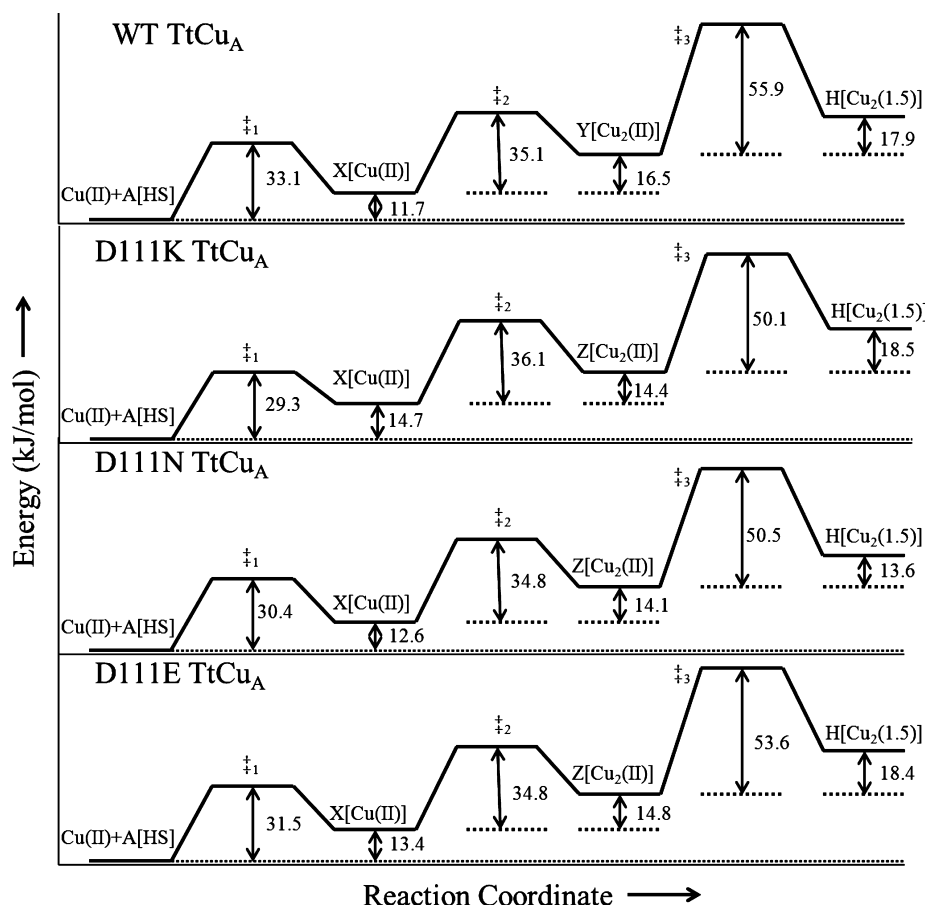 WT TtCu_A
‡3
‡1
‡2
55.9
H[Cu₂(1.5)]
Y[Cu₂(II)]
17.9
35.1
X[Cu(II)]
33.1
16.5
Cu(II)+A[HS]
11.7
D111K TtCu_A
‡3
‡2
50.1
H[Cu₂(1.5)]
‡1
Z[Cu₂(II)]
18.5
X[Cu(II)]
36.1
14.4
Cu(II)+A[HS]
29.3
14.7
D111N TtCu_A
‡3
‡2
50.5
H[Cu₂(1.5)]
‡1
Z[Cu₂(II)]
13.6
X[Cu(II)]
34.8
30.4
14.1
Cu(II)+A[HS]
12.6
D111E TtCu_A
‡3
‡2
53.6
H[Cu₂(1.5)]
‡1
Z[Cu₂(II)]
18.4
34.8
X[Cu(II)]
31.5
14.8
Cu(II)+A[HS]
13.4
Energy (kJ/mol)
Reaction Coordinate